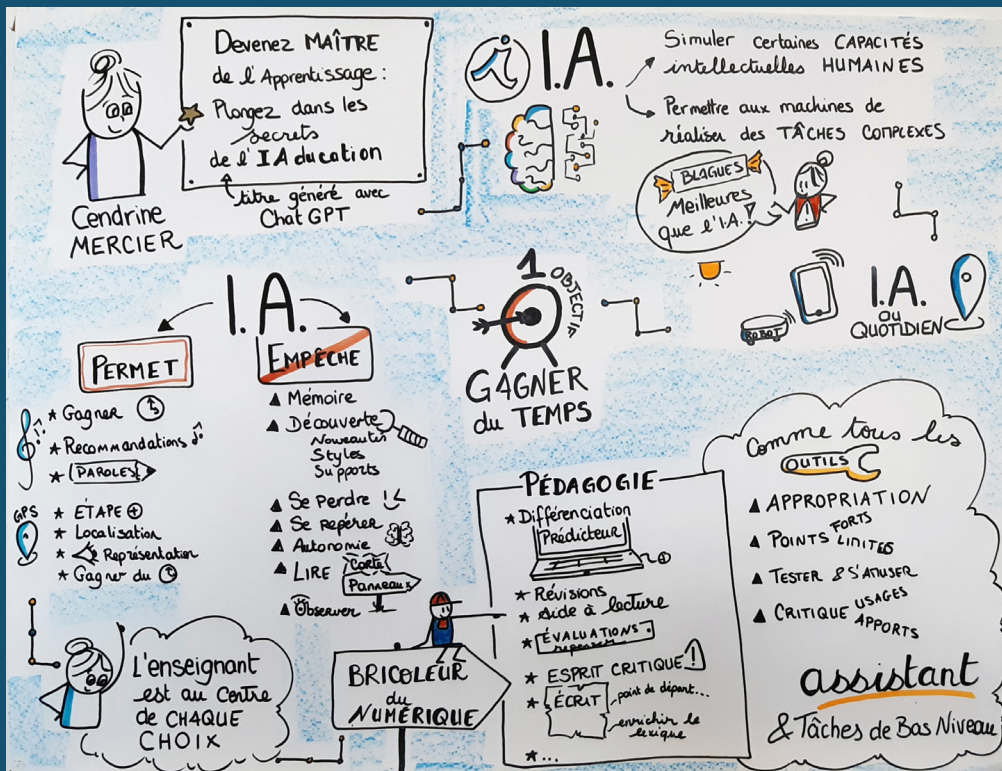 Devenez MAÎTRE
de l'Apprentissage :
Plongez dans les
secrets
de l'IAducation
titre généré avec
Chat GPT
Cendrine
MERCIER
i
I.A.
Simuler certaines CAPACITÉS
intellectuelles HUMAINES
Permettre aux machines de
réaliser des TÂCHES COMPLEXES
BLAGUES
Meilleures
que l'I.A.!
ROBOT
I.A.
OU
QUOTIDIEN
1
OBJECTIF
GAGNER
du TEMPS
I.A.
PERMET
★ Gagner
★ Recommandations
★ PAROLES
GPS
★ ÉTAPE +
★ Localisation
★ Représentation
★ Gagner du
EMPÊCHE
▲ Mémoire
▲ Découverte
Nouveautés
Styles
Supports
▲ Se Perdre !
▲ Se Repérer
▲ Autonomie
▲ LIRE Carte
Panneaux
▲ Observer
L'enseignant
est au Centre
de CHAQUE
CHOIX
BRICOLEUR
du
NUMÉRIQUE
PÉDAGOGIE
★ Différenciation
Prédicteur
★ Révisions
★ Aide à lecture
★ ÉVALUATIONS
★ ESPRIT CRITIQUE !
★ ÉCRIT point de départ...
enrichir le
lexique
★ ...
Comme tous les
OUTILS
▲ APPROPRIATION
▲ POINTS FORTS
LIMITES
▲ TESTER & S'AMUSER
▲ CRITIQUE USAGES
APPORTS
assistant
& Tâches de Bas Niveau